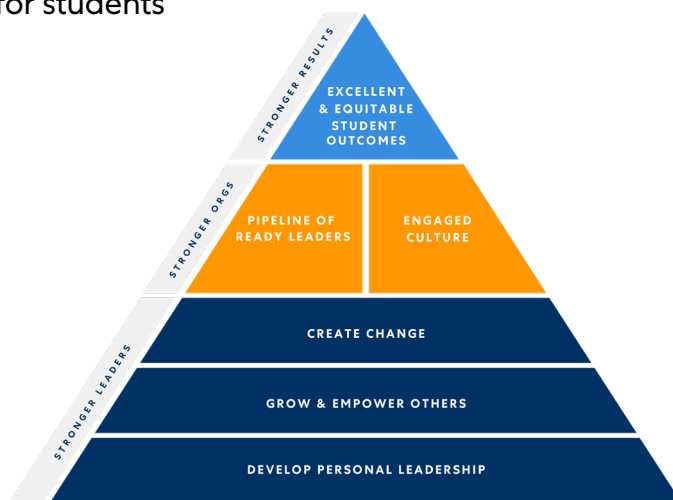 for students
STRONGER RESULTS
EXCELLENT
& EQUITABLE
STUDENT
OUTCOMES
STRONGER ORGS
PIPELINE OF
READY LEADERS
ENGAGED
CULTURE
STRONGER LEADERS
CREATE CHANGE
GROW & EMPOWER OTHERS
DEVELOP PERSONAL LEADERSHIP